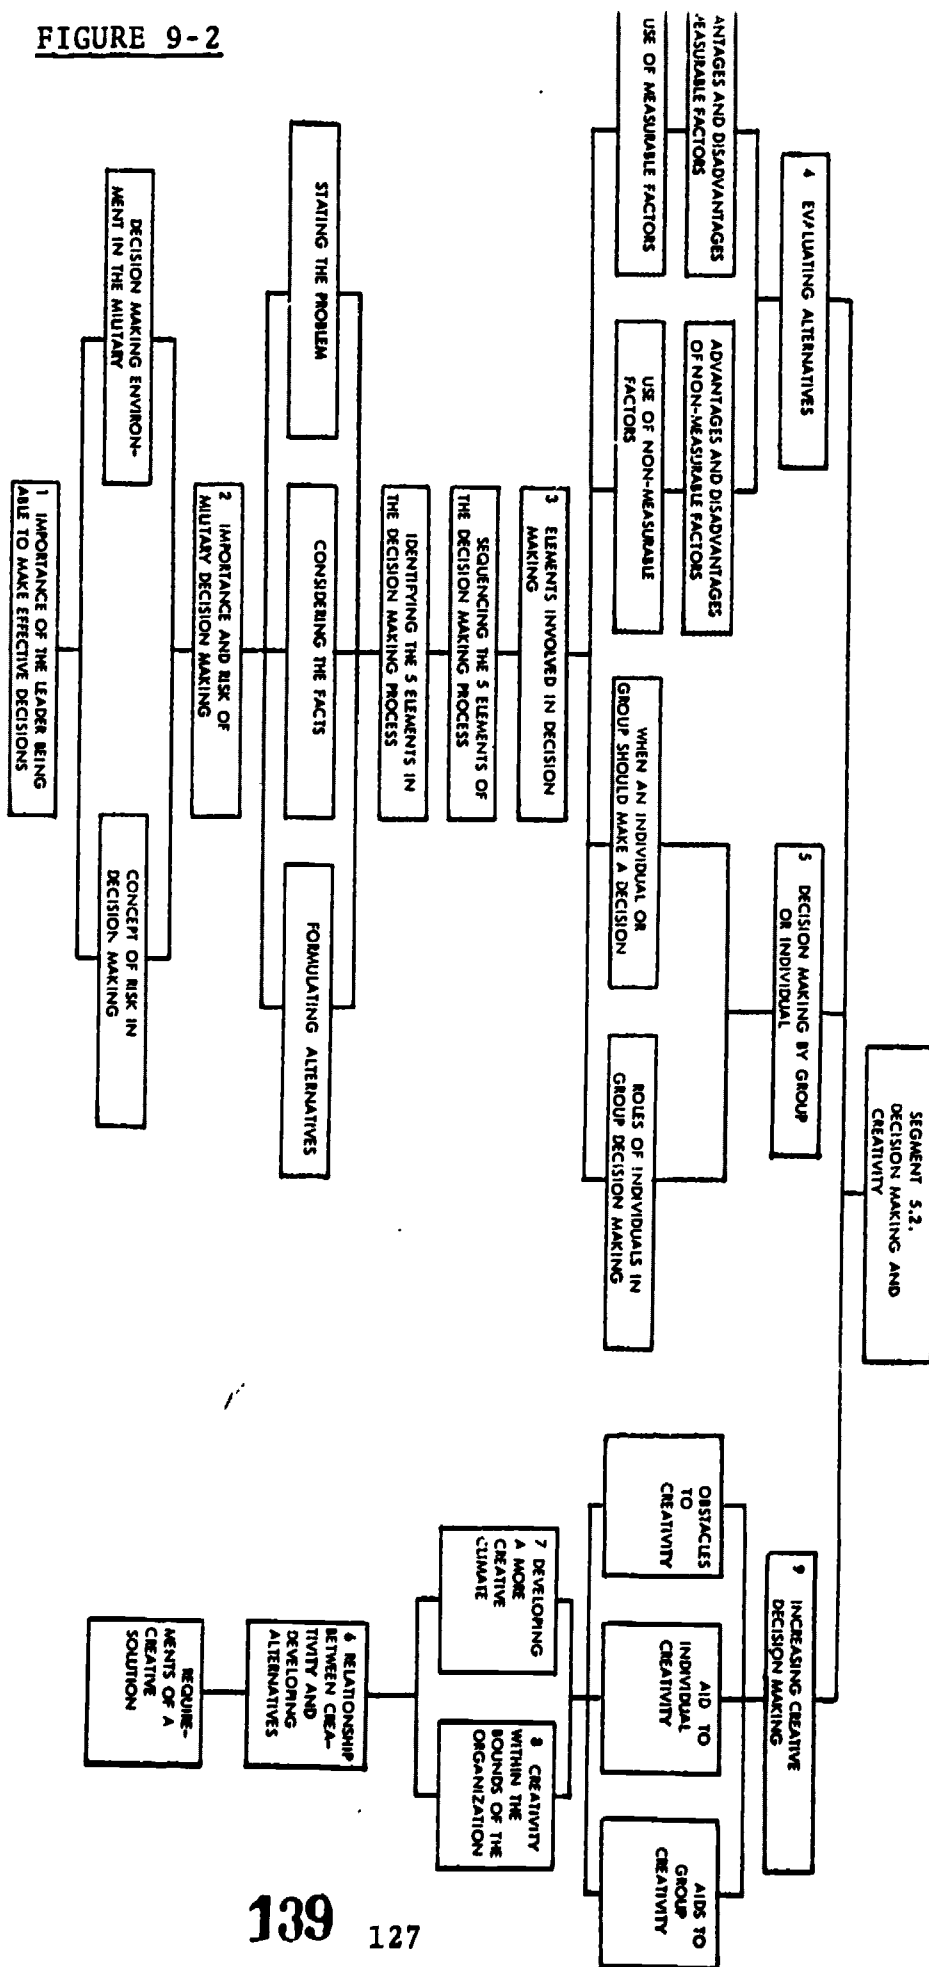 FIGURE 9-2
SEGMENT 5.2.
DECISION MAKING AND
CREATIVITY
4 EVALUATING ALTERNATIVES
5 DECISION MAKING BY GROUP
OR INDIVIDUAL
9 INCREASING CREATIVE
DECISION MAKING
ANTAGES AND DISADVANTAGES
EASURABLE FACTORS
ADVANTAGES AND DISADVANTAGES
OF NON-MEASURABLE FACTORS
USE OF MEASURABLE FACTORS
USE OF NON-MEASURABLE
FACTORS
WHEN AN INDIVIDUAL OR
GROUP SHOULD MAKE A DECISION
ROLES OF INDIVIDUALS IN
GROUP DECISION MAKING
OBSTACLES
TO
CREATIVITY
AID TO
INDIVIDUAL
CREATIVITY
AIDS TO
GROUP
CREATIVITY
3 ELEMENTS INVOLVED IN DECISION
MAKING
SEQUENCING THE 5 ELEMENTS OF
THE DECISION MAKING PROCESS
IDENTIFYING THE 5 ELEMENTS IN
THE DECISION MAKING PROCESS
7 DEVELOPING
A MORE
CREATIVE
CLIMATE
8 CREATIVITY
WITHIN THE
BOUNDS OF THE
ORGANIZATION
STATING THE PROBLEM
CONSIDERING THE FACTS
FORMULATING ALTERNATIVES
6 RELATIONSHIP
BETWEEN CREA-
TIVITY AND
DEVELOPING
ALTERNATIVES
2 IMPORTANCE AND RISK OF
MILITARY DECISION MAKING
REQUIRE-
MENTS OF A
CREATIVE
SOLUTION
DECISION MAKING ENVIRON-
MENT IN THE MILITARY
CONCEPT OF RISK IN
DECISION MAKING
1 IMPORTANCE OF THE LEADER BEING
ABLE TO MAKE EFFECTIVE DECISIONS
139 127